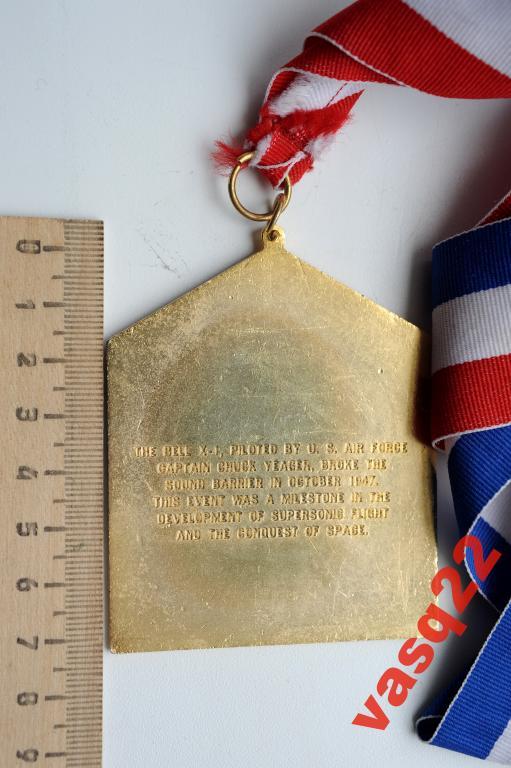 THE BELL X-1, PILOTED BY U. S. AIR FORCE
CAPTAIN CHUCK YEAGER, BROKE THE
SOUND BARRIER IN OCTOBER 1947.
THIS EVENT WAS A MILESTONE IN THE
DEVELOPMENT OF SUPERSONIC FLIGHT
AND THE CONQUEST OF SPACE.
0
1
2
3
4
5
6
7
8
9
vasq22